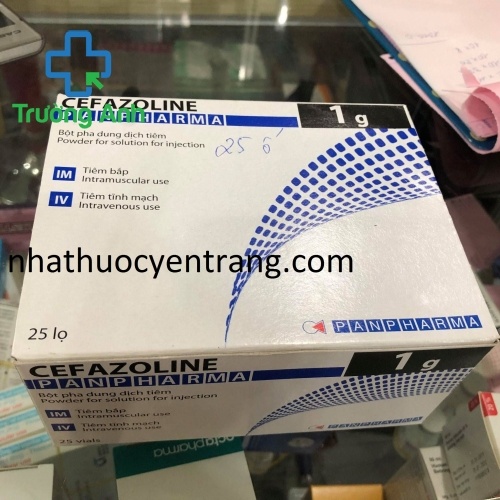 Trường Anh
CEFAZOLINE
PANPHARMA
1 g
Bột pha dung dịch tiêm
Powder for solution for injection
IM
Tiêm bắp
Intramuscular use
IV
Tiêm tĩnh mạch
Intravenous use
nhathuocyentrang.com
25 lọ
PANPHARMA
CEFAZOLINE
1 g
PANPHARMA
Bột pha dung dịch tiêm
Powder for solution for injection
IM
Tiêm bắp
Intramuscular use
IV
Tiêm tĩnh mạch
Intravenous use
25 vials